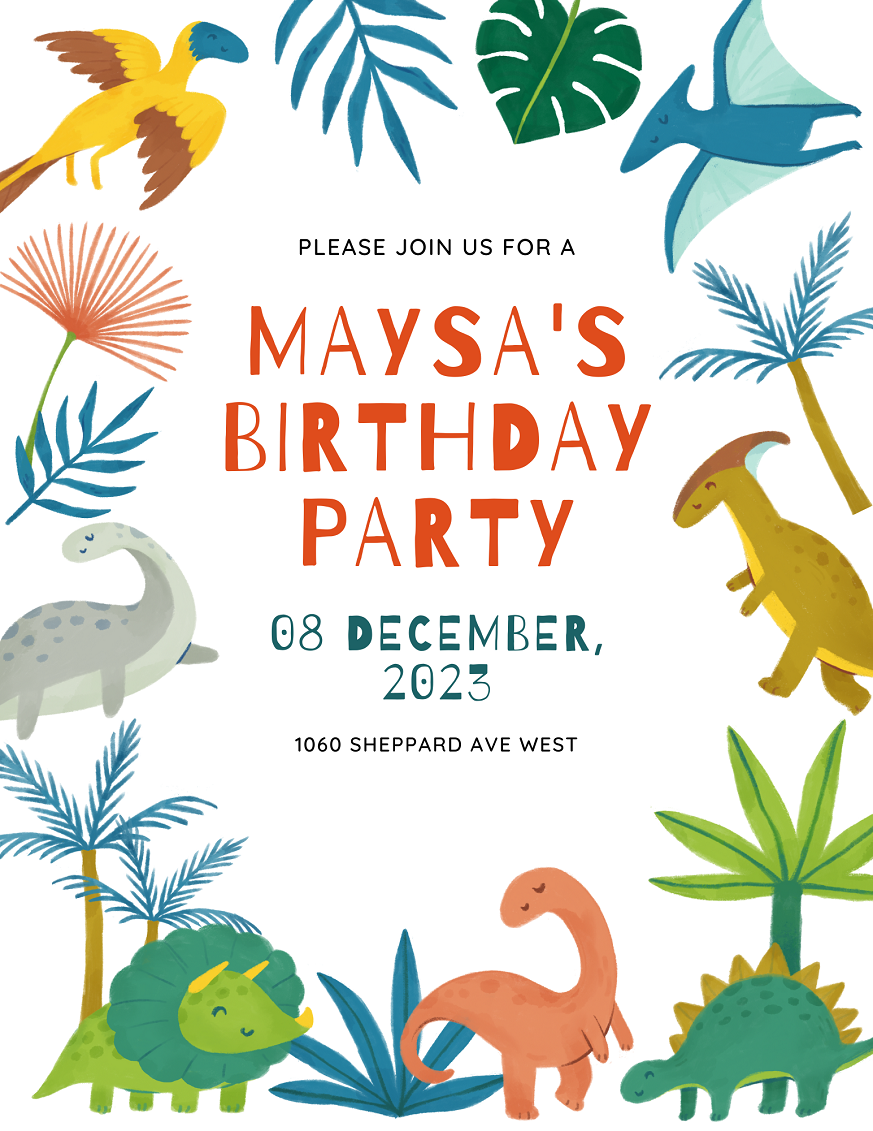 PLEASE JOIN US FOR A
MAYSA'S
BIRTHDAY
PARTY
08 DECEMBER,
2023
1060 SHEPPARD AVE WEST